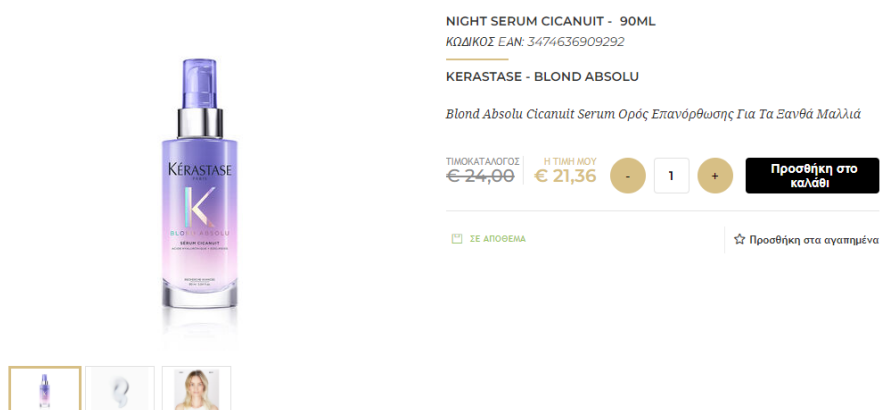 NIGHT SERUM CICANUIT - 90ML
ΚΩΔΙΚΟΣ EAN: 3474636909292
KERASTASE - BLOND ABSOLU
Blond Absolu Cicanuit Serum Ορός Επανόρθωσης Για Τα Ξανθά Μαλλιά
ΤΙΜΟΚΑΤΑΛΟΓΟΣ
€ 24,00
Η ΤΙΜΗ ΜΟΥ
€ 21,36
-
1
+
Προσθήκη στο
καλάθι
ΣΕ ΑΠΟΘΕΜΑ
Προσθήκη στα αγαπημένα
KÉRASTASE
PARIS
K
BLOND ABSOLU
SÉRUM CICANUIT